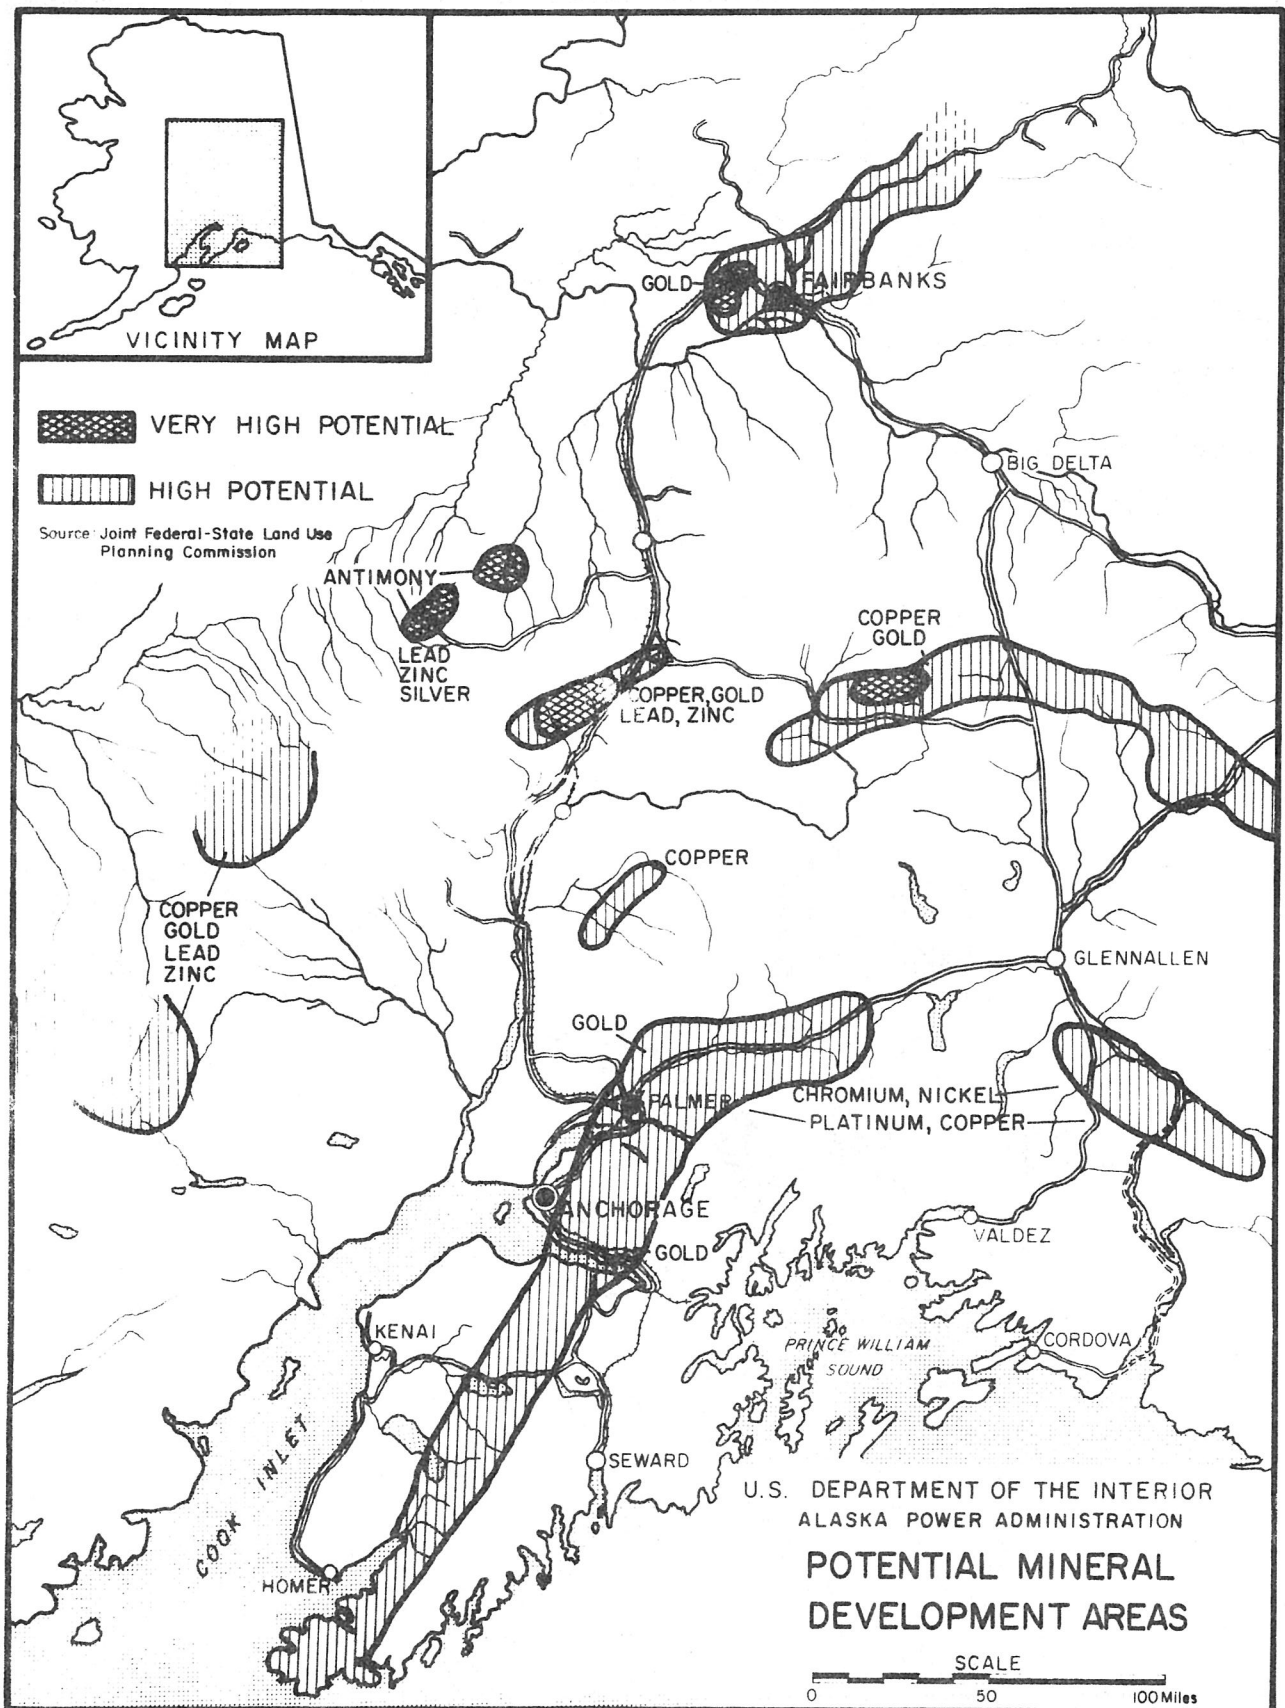 VICINITY MAP
VERY HIGH POTENTIAL
HIGH POTENTIAL
Source: Joint Federal-State Land Use
Planning Commission
GOLD
FAIRBANKS
BIG DELTA
ANTIMONY
LEAD
ZINC
SILVER
COPPER
GOLD
COPPER, GOLD
LEAD, ZINC
COPPER
COPPER
GOLD
LEAD
ZINC
GLENNALLEN
GOLD
PALMER
CHROMIUM, NICKEL
PLATINUM, COPPER
ANCHORAGE
GOLD
VALDEZ
KENAI
PRINCE WILLIAM
SOUND
CORDOVA
COOK INLET
SEWARD
HOMER
U.S. DEPARTMENT OF THE INTERIOR
ALASKA POWER ADMINISTRATION
POTENTIAL MINERAL
DEVELOPMENT AREAS
SCALE
0 50 100 Miles